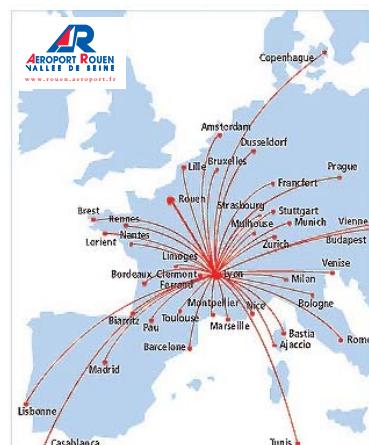 AR
AEROPORT ROUEN
VALLEE DE SEINE
www.rouen.aeroport.fr
Copenhague
Amstordam
Dusseldorf
Lille
Bruxelles
Prague
Francfort
Rouen
Strasbourg
Brest
Rennes
Stuttgart
Mulhouse
Munich
Vienne
Lorient
Nantes
Zurich
Budapest
Limoges
Venise
Bordeaux
Clermont
Ferrand
Lyon
Milan
Bologne
Montpellier
Nice
Biarritz
Toulouse
Marseille
Pau
Bastia
Rome
Barcelone
Ajaccio
Madrid
Lisbonne
Casablanca
Tunis